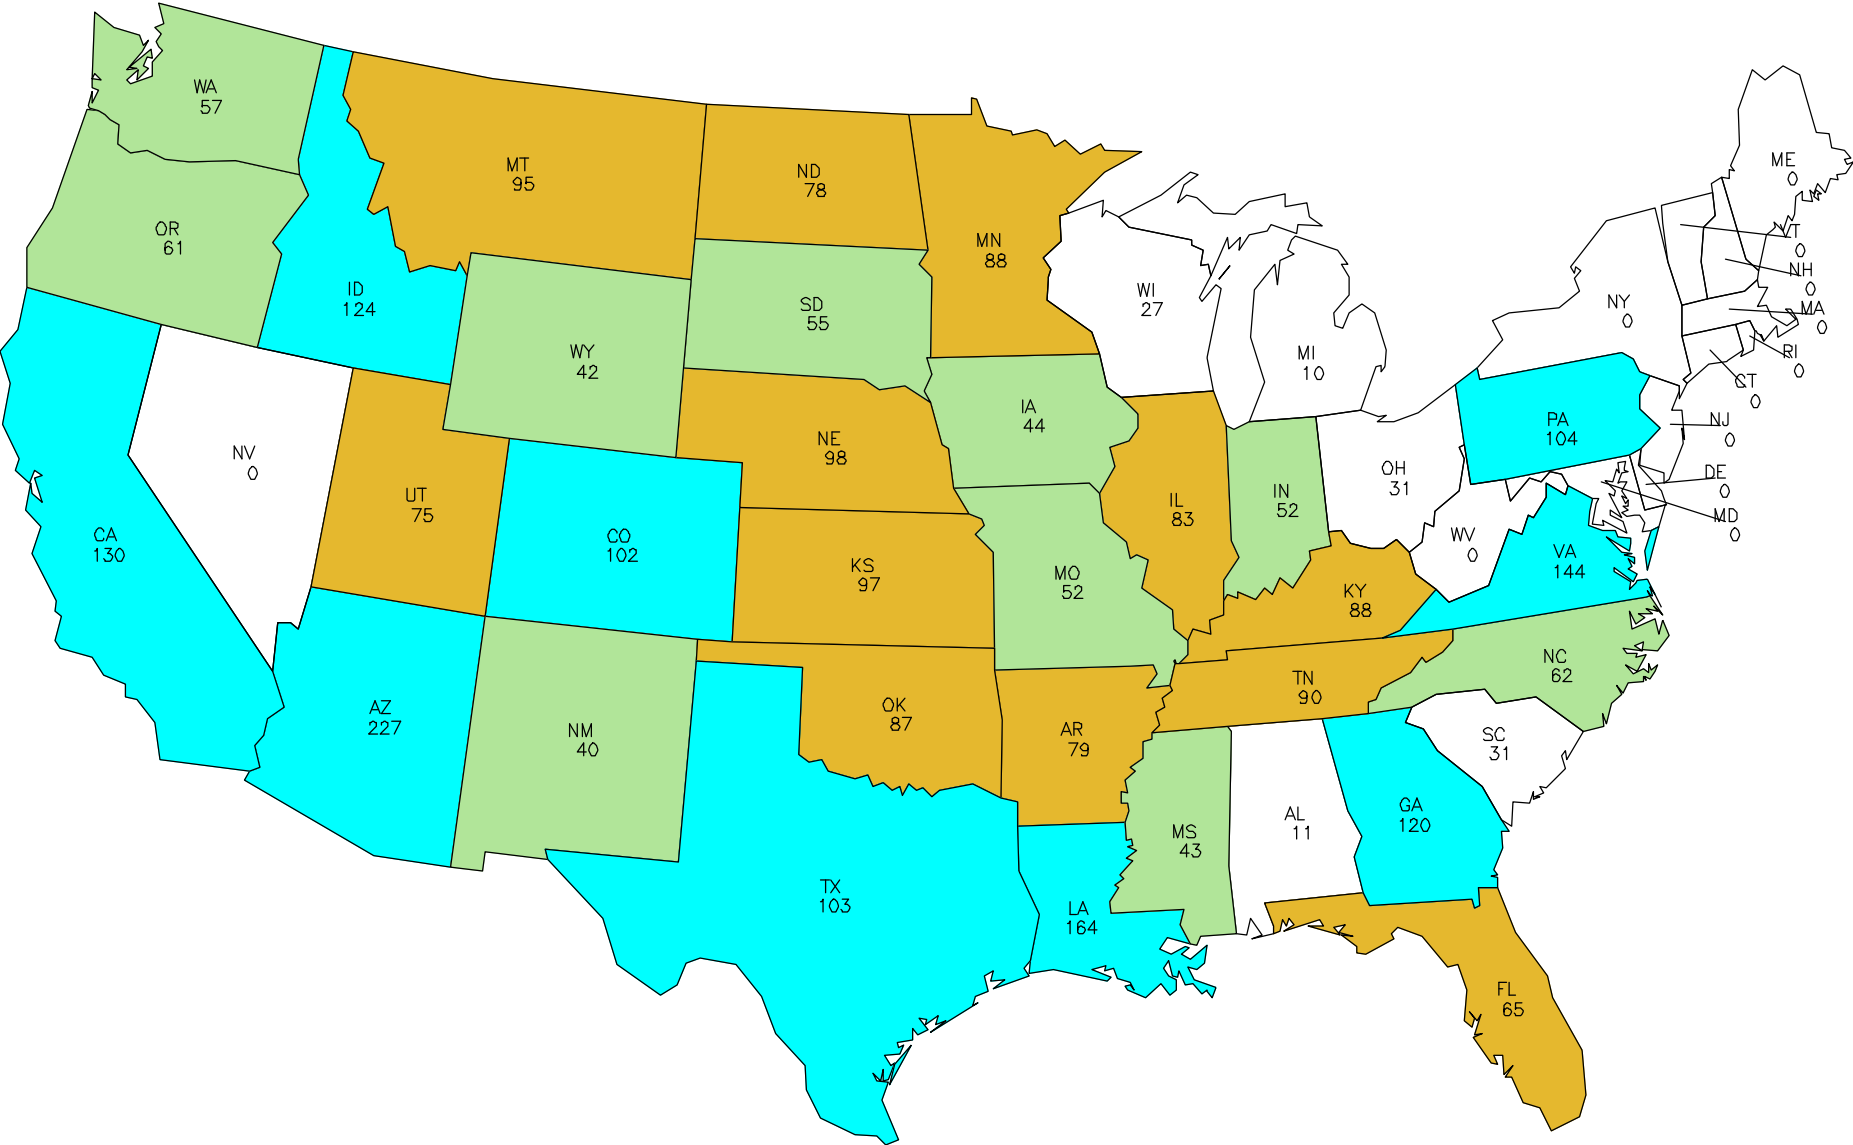 WA
57
ME
0
MT
95
ND
78
OR
61
VT
0
MN
88
NH
0
ID
124
WI
27
SD
55
NY
0
MA
0
WY
42
MI
10
RI
0
CT
0
IA
44
PA
104
NJ
0
NE
98
NV
0
OH
31
DE
0
UT
75
IL
83
IN
52
MD
0
CA
130
CO
102
WV
0
VA
144
KS
97
MO
52
KY
88
NC
62
TN
90
AZ
227
OK
87
NM
40
AR
79
SC
31
GA
120
AL
11
MS
43
TX
103
LA
164
FL
65